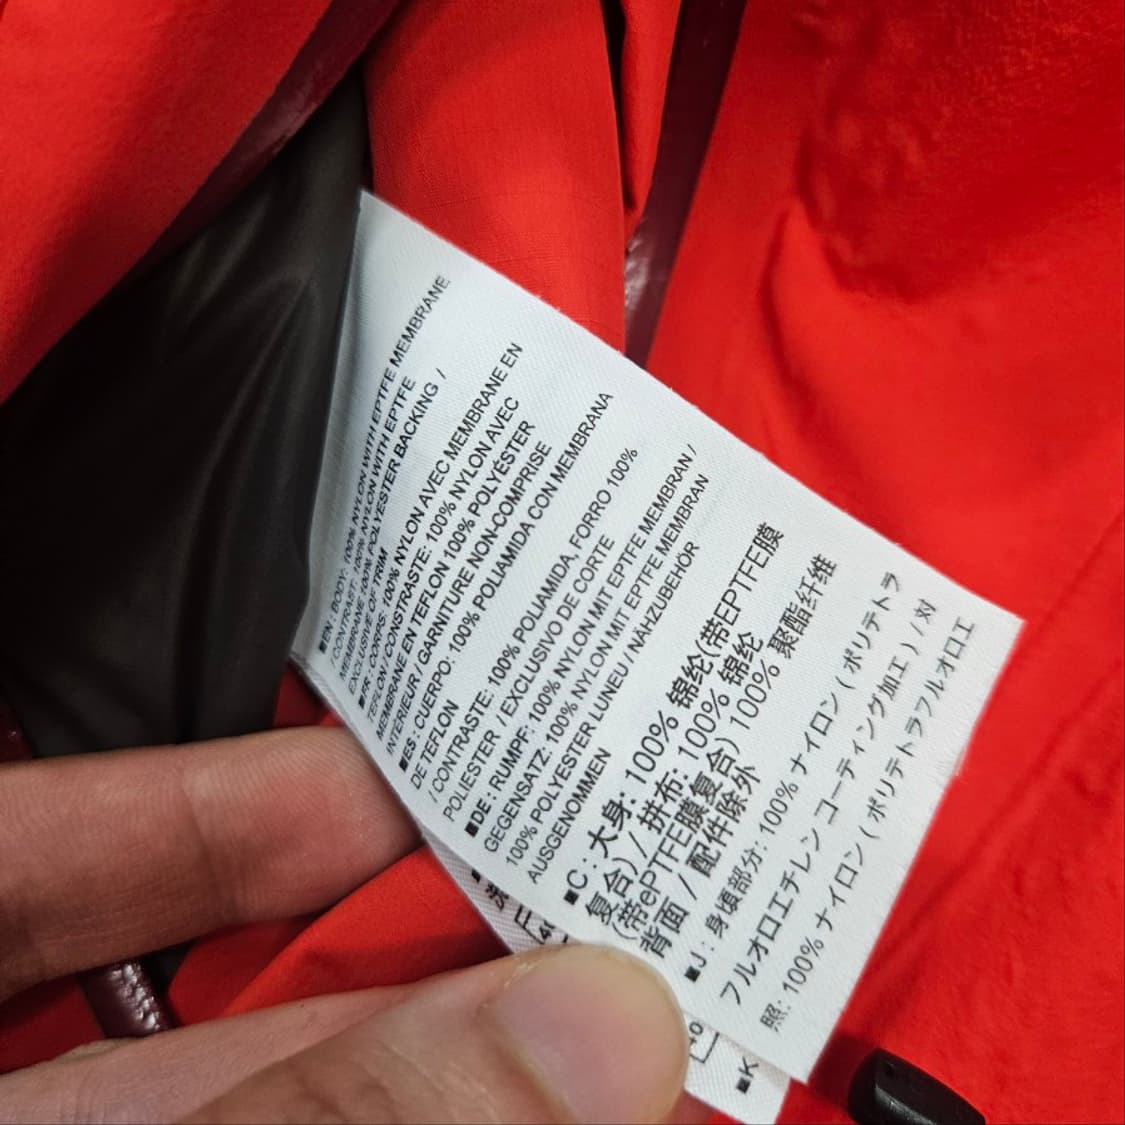 ■EN : BODY: 100% NYLON WITH EPTFE MEMBRANE
/ CONTRAST: 100% NYLON WITH EPTFE
MEMBRANE 100% POLYESTER BACKING /
EXCLUSIVE OF TRIM
■FR : CORPS: 100% NYLON AVEC MEMBRANE EN
TEFLON / CONSTRASTE: 100% NYLON AVEC
MEMBRANE EN TEFLON 100% POLYÉSTER
INTERIEUR / GARNITURE NON-COMPRISE
■ES : CUERPO: 100% POLIAMIDA CON MEMBRANA
DE TEFLON
/ CONTRASTE: 100% POLIAMIDA, FORRO 100%
POLIESTER / EXCLUSIVO DE CORTE
■DE : RUMPF: 100% NYLON MIT EPTFE MEMBRAN /
GEGENSATZ: 100% NYLON MIT EPTFE MEMBRAN
100% POLYESTER LUNEU / NÄHZUBEHÖR
AUSGENOMMEN
■C : 大身: 100% 锦纶(带EPTFE膜
复合) / 拼布: 100% 锦纶
(带ePTFE膜复合) 100% 聚酯纤维
背面 / 配件除外
■J : 身頃部分: 100% ナイロン ( ポリテトラ
フルオロエチレン コーティング加工 ) / 対
照: 100% ナイロン ( ポリテトラフルオロエ
■K